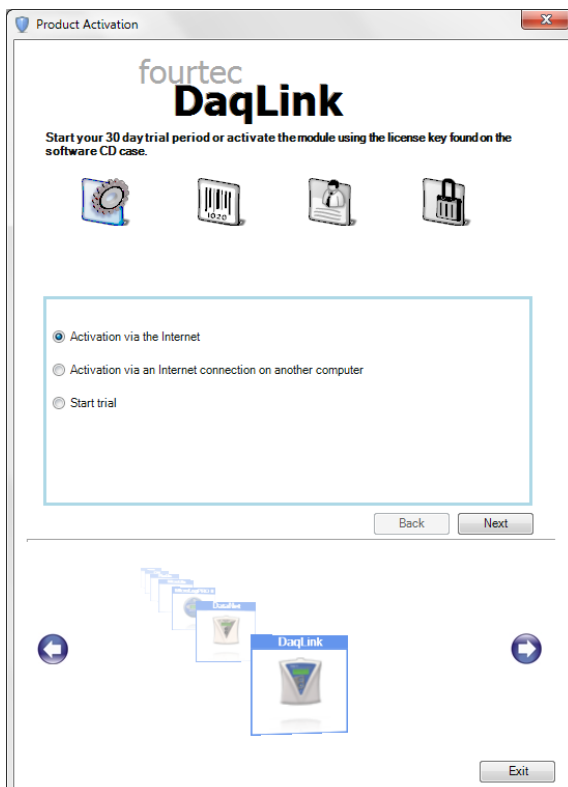 Product Activation
fourtec
DaqLink
Start your 30 day trial period or activate the module using the license key found on the
software CD case.
1020
Activation via the Internet
Activation via an Internet connection on another computer
Start trial
Back
Next
DataNet
DaqLink
Exit